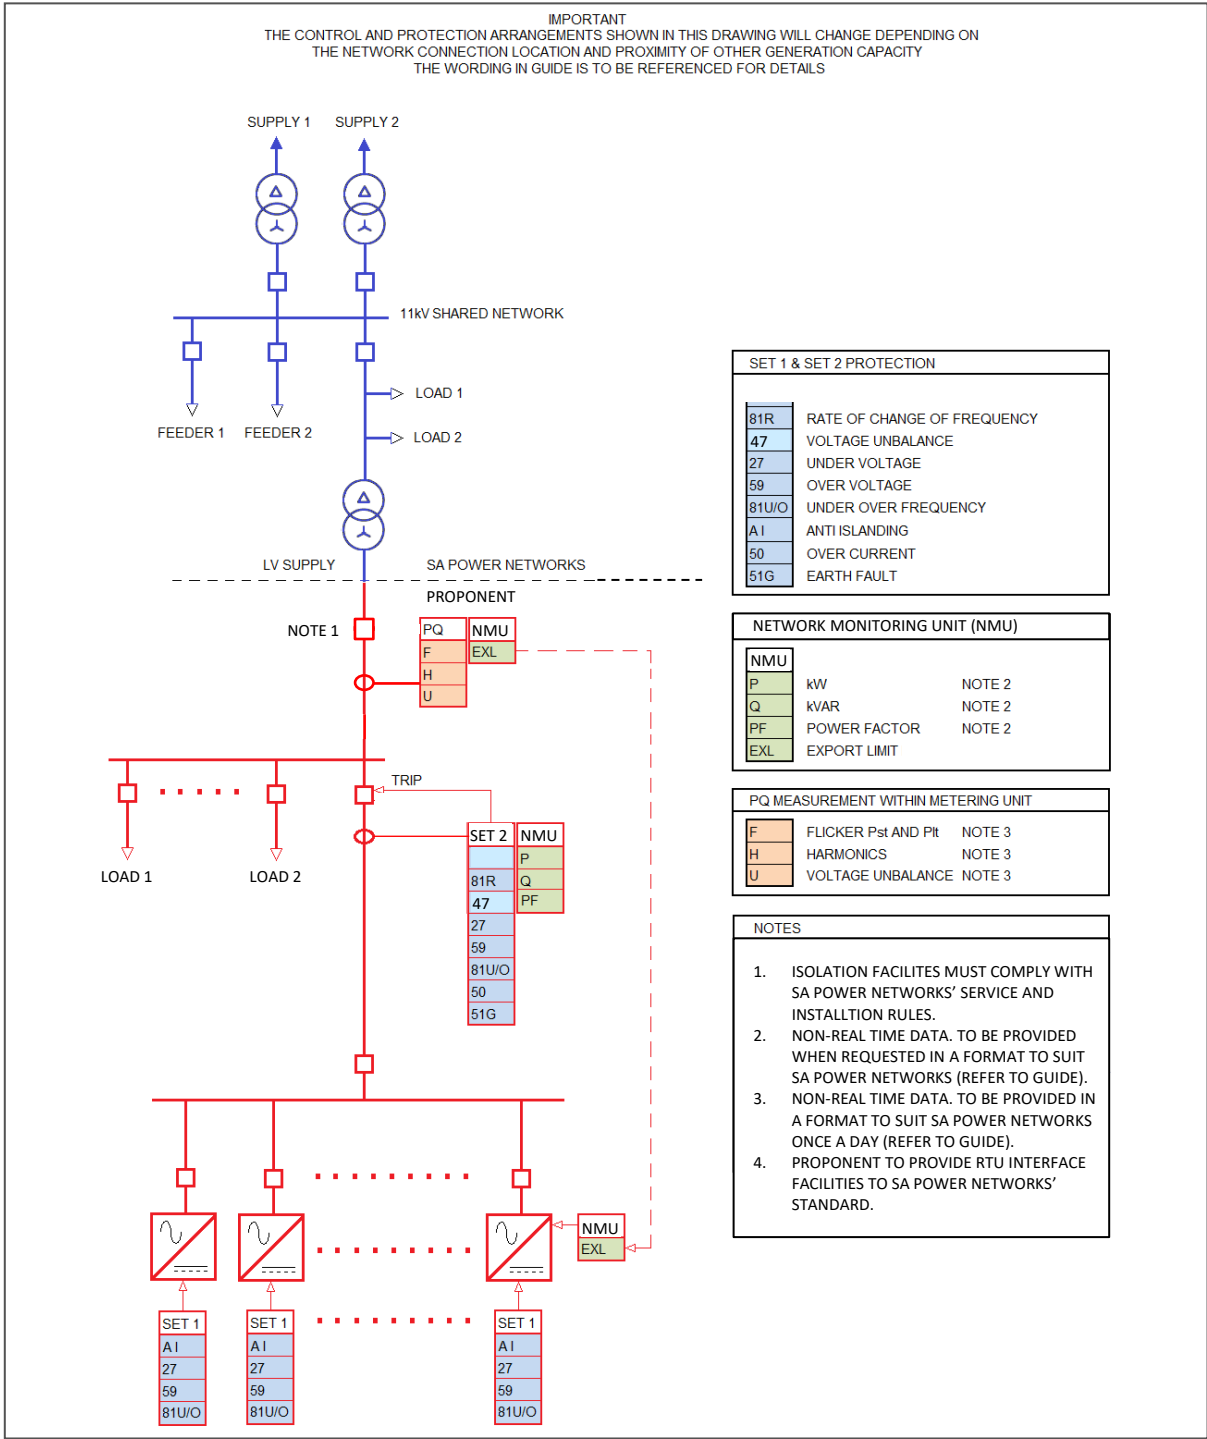 IMPORTANT
THE CONTROL AND PROTECTION ARRANGEMENTS SHOWN IN THIS DRAWING WILL CHANGE DEPENDING ON
THE NETWORK CONNECTION LOCATION AND PROXIMITY OF OTHER GENERATION CAPACITY
THE WORDING IN GUIDE IS TO BE REFERENCED FOR DETAILS
SUPPLY 1
SUPPLY 2
11kV SHARED NETWORK
LOAD 1
LOAD 2
FEEDER 1
FEEDER 2
LV SUPPLY
SA POWER NETWORKS
PROPONENT
NOTE 1
PQ
F
H
U
NMU
EXL
TRIP
LOAD 1
LOAD 2
SET 2
81R
47
27
59
81U/O
50
51G
NMU
P
Q
PF
NMU
EXL
SET 1
A I
27
59
81U/O
SET 1
A I
27
59
81U/O
SET 1
A I
27
59
81U/O
SET 1 & SET 2 PROTECTION
81R RATE OF CHANGE OF FREQUENCY
47 VOLTAGE UNBALANCE
27 UNDER VOLTAGE
59 OVER VOLTAGE
81U/O UNDER OVER FREQUENCY
A I ANTI ISLANDING
50 OVER CURRENT
51G EARTH FAULT
NETWORK MONITORING UNIT (NMU)
NMU
P kW NOTE 2
Q kVAR NOTE 2
PF POWER FACTOR NOTE 2
EXL EXPORT LIMIT
PQ MEASUREMENT WITHIN METERING UNIT
F FLICKER Pst AND Plt NOTE 3
H HARMONICS NOTE 3
U VOLTAGE UNBALANCE NOTE 3
NOTES
1. ISOLATION FACILITES MUST COMPLY WITH
SA POWER NETWORKS' SERVICE AND
INSTALLTION RULES.
2. NON-REAL TIME DATA. TO BE PROVIDED
WHEN REQUESTED IN A FORMAT TO SUIT
SA POWER NETWORKS (REFER TO GUIDE).
3. NON-REAL TIME DATA. TO BE PROVIDED IN
A FORMAT TO SUIT SA POWER NETWORKS
ONCE A DAY (REFER TO GUIDE).
4. PROPONENT TO PROVIDE RTU INTERFACE
FACILITIES TO SA POWER NETWORKS'
STANDARD.